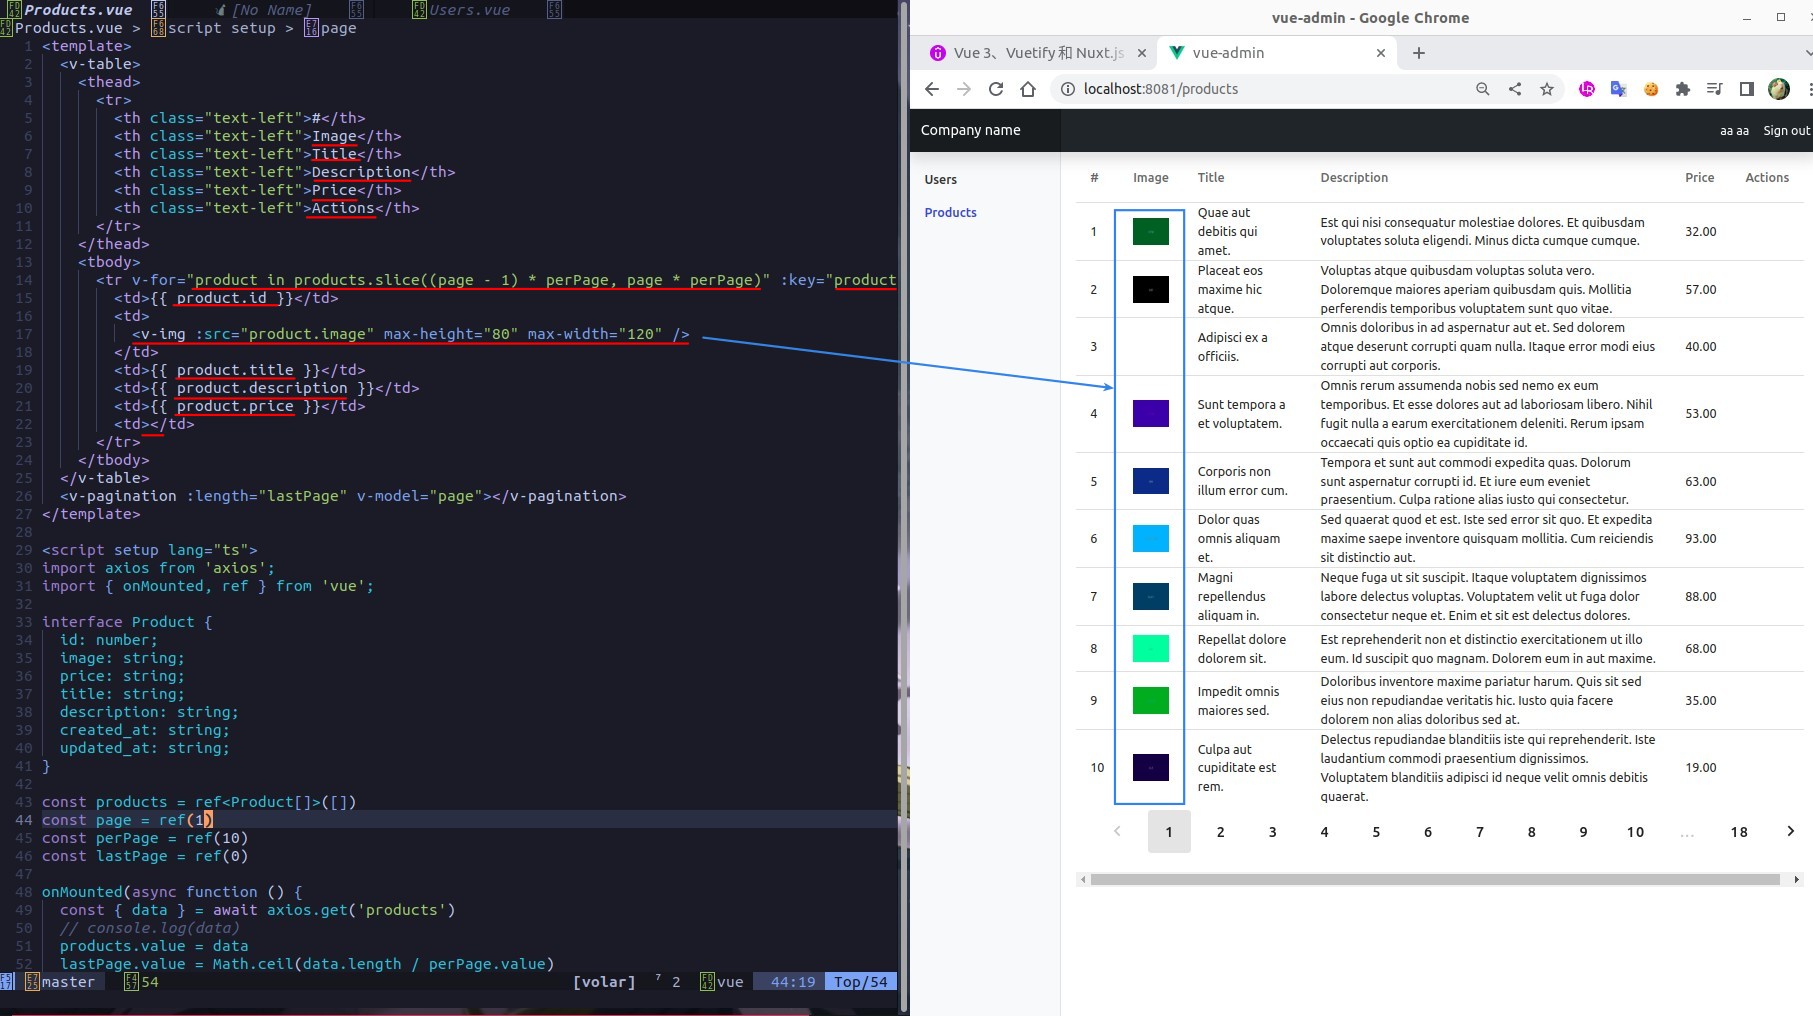 Products.vue [No Name] Users.vue
Products.vue > script setup > page
1 <template>
2 <v-table>
3 <thead>
4 <tr>
5 <th class="text-left">#</th>
6 <th class="text-left">Image</th>
7 <th class="text-left">Title</th>
8 <th class="text-left">Description</th>
9 <th class="text-left">Price</th>
10 <th class="text-left">Actions</th>
11 </tr>
12 </thead>
13 <tbody>
14 <tr v-for="product in products.slice((page - 1) * perPage, page * perPage)" :key="product
15 <td>{{ product.id }}</td>
16 <td>
17 <v-img :src="product.image" max-height="80" max-width="120" />
18 </td>
19 <td>{{ product.title }}</td>
20 <td>{{ product.description }}</td>
21 <td>{{ product.price }}</td>
22 <td></td>
23 </tr>
24 </tbody>
25 </v-table>
26 <v-pagination :length="lastPage" v-model="page"></v-pagination>
27 </template>
28
29 <script setup lang="ts">
30 import axios from 'axios';
31 import { onMounted, ref } from 'vue';
32
33 interface Product {
34 id: number;
35 image: string;
36 price: string;
37 title: string;
38 description: string;
39 created_at: string;
40 updated_at: string;
41 }
42
43 const products = ref<Product[]>([])
44 const page = ref(1)
45 const perPage = ref(10)
46 const lastPage = ref(0)
47
48 onMounted(async function () {
49 const { data } = await axios.get('products')
50 // console.log(data)
51 products.value = data
52 lastPage.value = Math.ceil(data.length / perPage.value)
master 54 [volar] 7 2 vue 44:19 Top/54
vue-admin - Google Chrome
Vue 3、Vuetify 和 Nuxt.js vue-admin
localhost:8081/products
Company name aa aa Sign out
Users
Products
# Image Title Description Price Actions
1 Quae aut debitis qui amet. Est qui nisi consequatur molestiae dolores. Et quibusdam voluptates soluta eligendi. Minus dicta cumque cumque. 32.00
2 Placeat eos maxime hic atque. Voluptas atque quibusdam voluptas soluta vero. Doloremque maiores aperiam quibusdam quis. Mollitia perferendis temporibus voluptatem sunt quo vitae. 57.00
3 Adipisci ex a officiis. Omnis doloribus in ad aspernatur aut et. Sed dolorem atque deserunt corrupti quam nulla. Itaque error modi eius corrupti aut corporis. 40.00
4 Sunt tempora a et voluptatem. Omnis rerum assumenda nobis sed nemo ex eum temporibus. Et esse dolores aut ad laboriosam libero. Nihil fugit nulla a earum exercitationem deleniti. Rerum ipsam occaecati quis optio ea cupiditate id. 53.00
5 Corporis non illum error cum. Tempora et sunt aut commodi expedita quas. Dolorum sunt aspernatur corrupti id. Et iure eum eveniet praesentium. Culpa ratione alias iusto qui consectetur. 63.00
6 Dolor quas omnis aliquam et. Sed quaerat quod et est. Iste sed error sit quo. Et expedita maxime saepe inventore quisquam mollitia. Cum reiciendis sit distinctio aut. 93.00
7 Magni repellendus aliquam in. Neque fuga ut sit suscipit. Itaque voluptatem dignissimos labore delectus voluptas. Voluptatem velit ut fuga dolor consectetur neque et. Enim et sit est delectus dolores. 88.00
8 Repellat dolore dolorem sit. Est reprehenderit non et distinctio exercitationem ut illo eum. Id suscipit quo magnam. Dolorem eum in aut maxime. 68.00
9 Impedit omnis maiores sed. Doloribus inventore maxime pariatur harum. Quis sit sed eius non repudiandae veritatis hic. Iusto quia facere dolorem non alias doloribus sed at. 35.00
10 Culpa aut cupiditate est rem. Delectus repudiandae blanditiis iste qui reprehenderit. Iste laudantium commodi praesentium dignissimos. Voluptatem blanditiis adipisci id neque velit omnis debitis quaerat. 19.00
1 2 3 4 5 6 7 8 9 10 ... 18